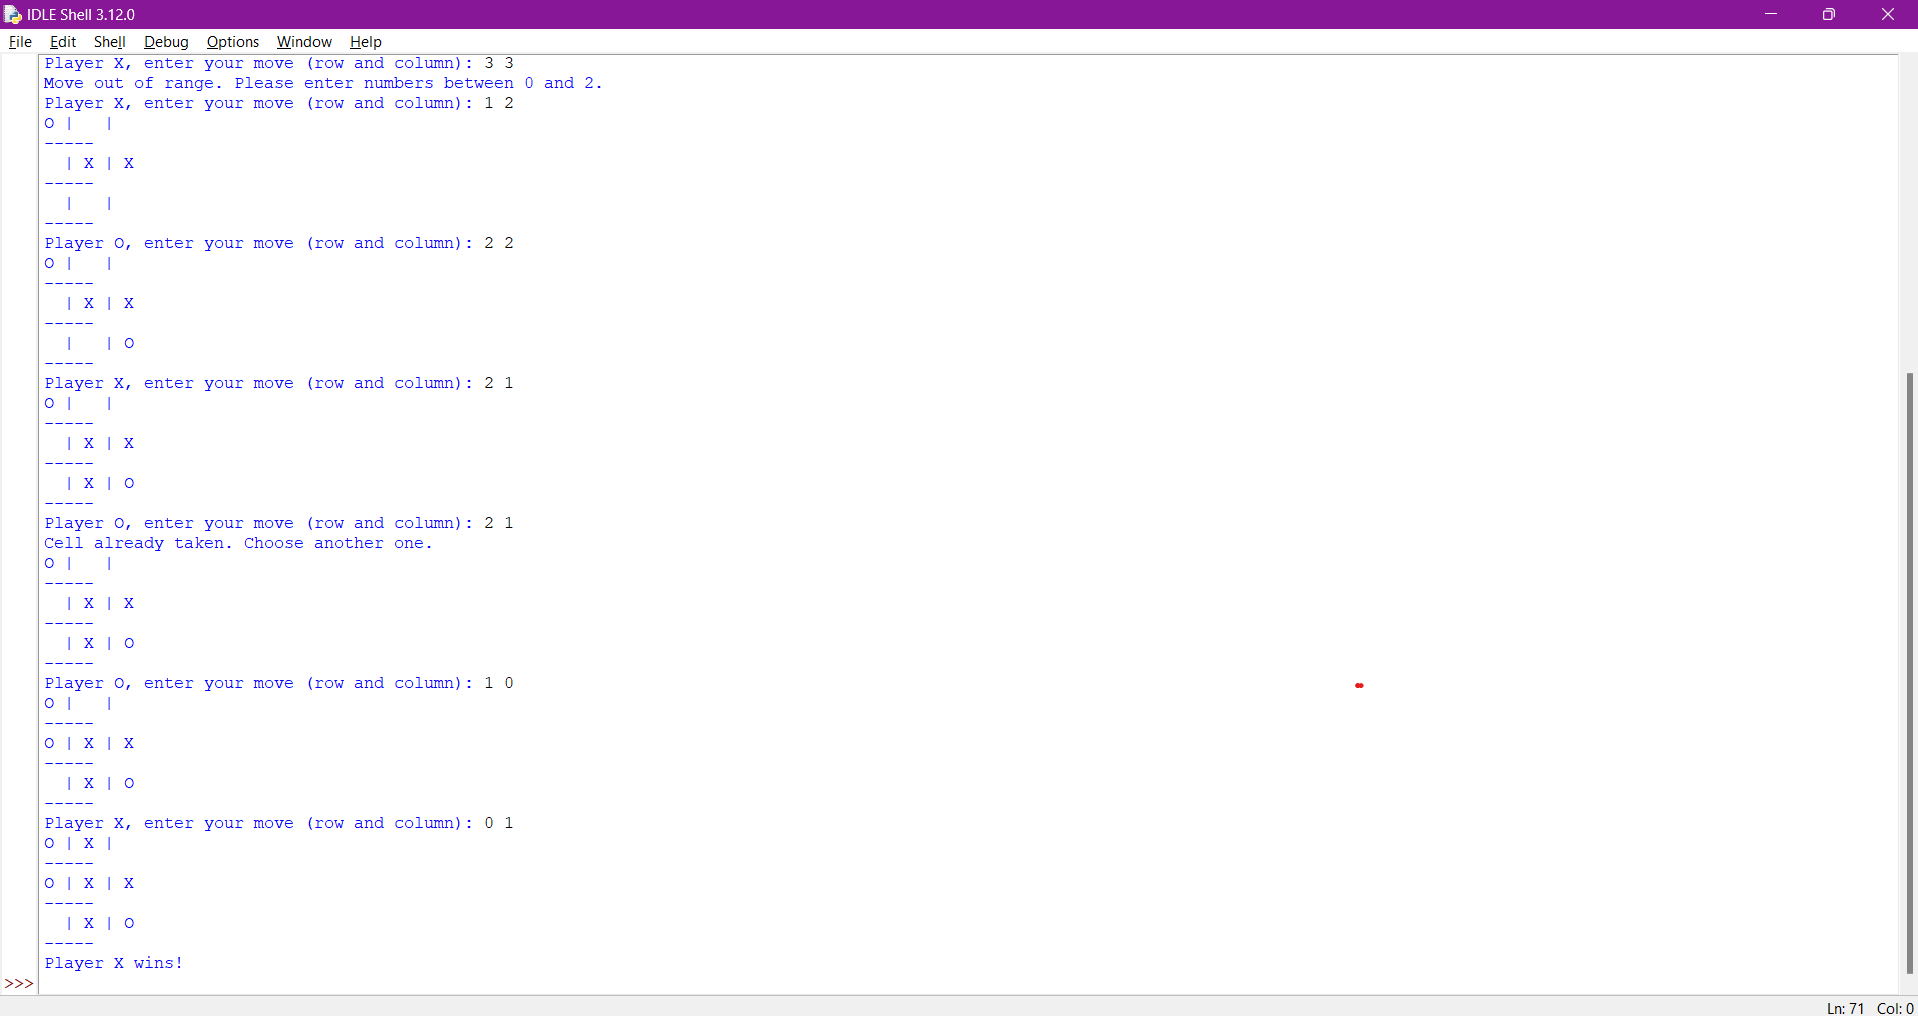 IDLE Shell 3.12.0
File Edit Shell Debug Options Window Help
Player X, enter your move (row and column): 3 3
Move out of range. Please enter numbers between 0 and 2.
Player X, enter your move (row and column): 1 2
O |   |  
-----
  | X | X
-----
  |   |  
-----
Player O, enter your move (row and column): 2 2
O |   |  
-----
  | X | X
-----
  |   | O
-----
Player X, enter your move (row and column): 2 1
O |   |  
-----
  | X | X
-----
  | X | O
-----
Player O, enter your move (row and column): 2 1
Cell already taken. Choose another one.
O |   |  
-----
  | X | X
-----
  | X | O
-----
Player O, enter your move (row and column): 1 0
O |   |  
-----
O | X | X
-----
  | X | O
-----
Player X, enter your move (row and column): 0 1
O | X |  
-----
O | X | X
-----
  | X | O
-----
Player X wins!
>>>
Ln: 71 Col: 0